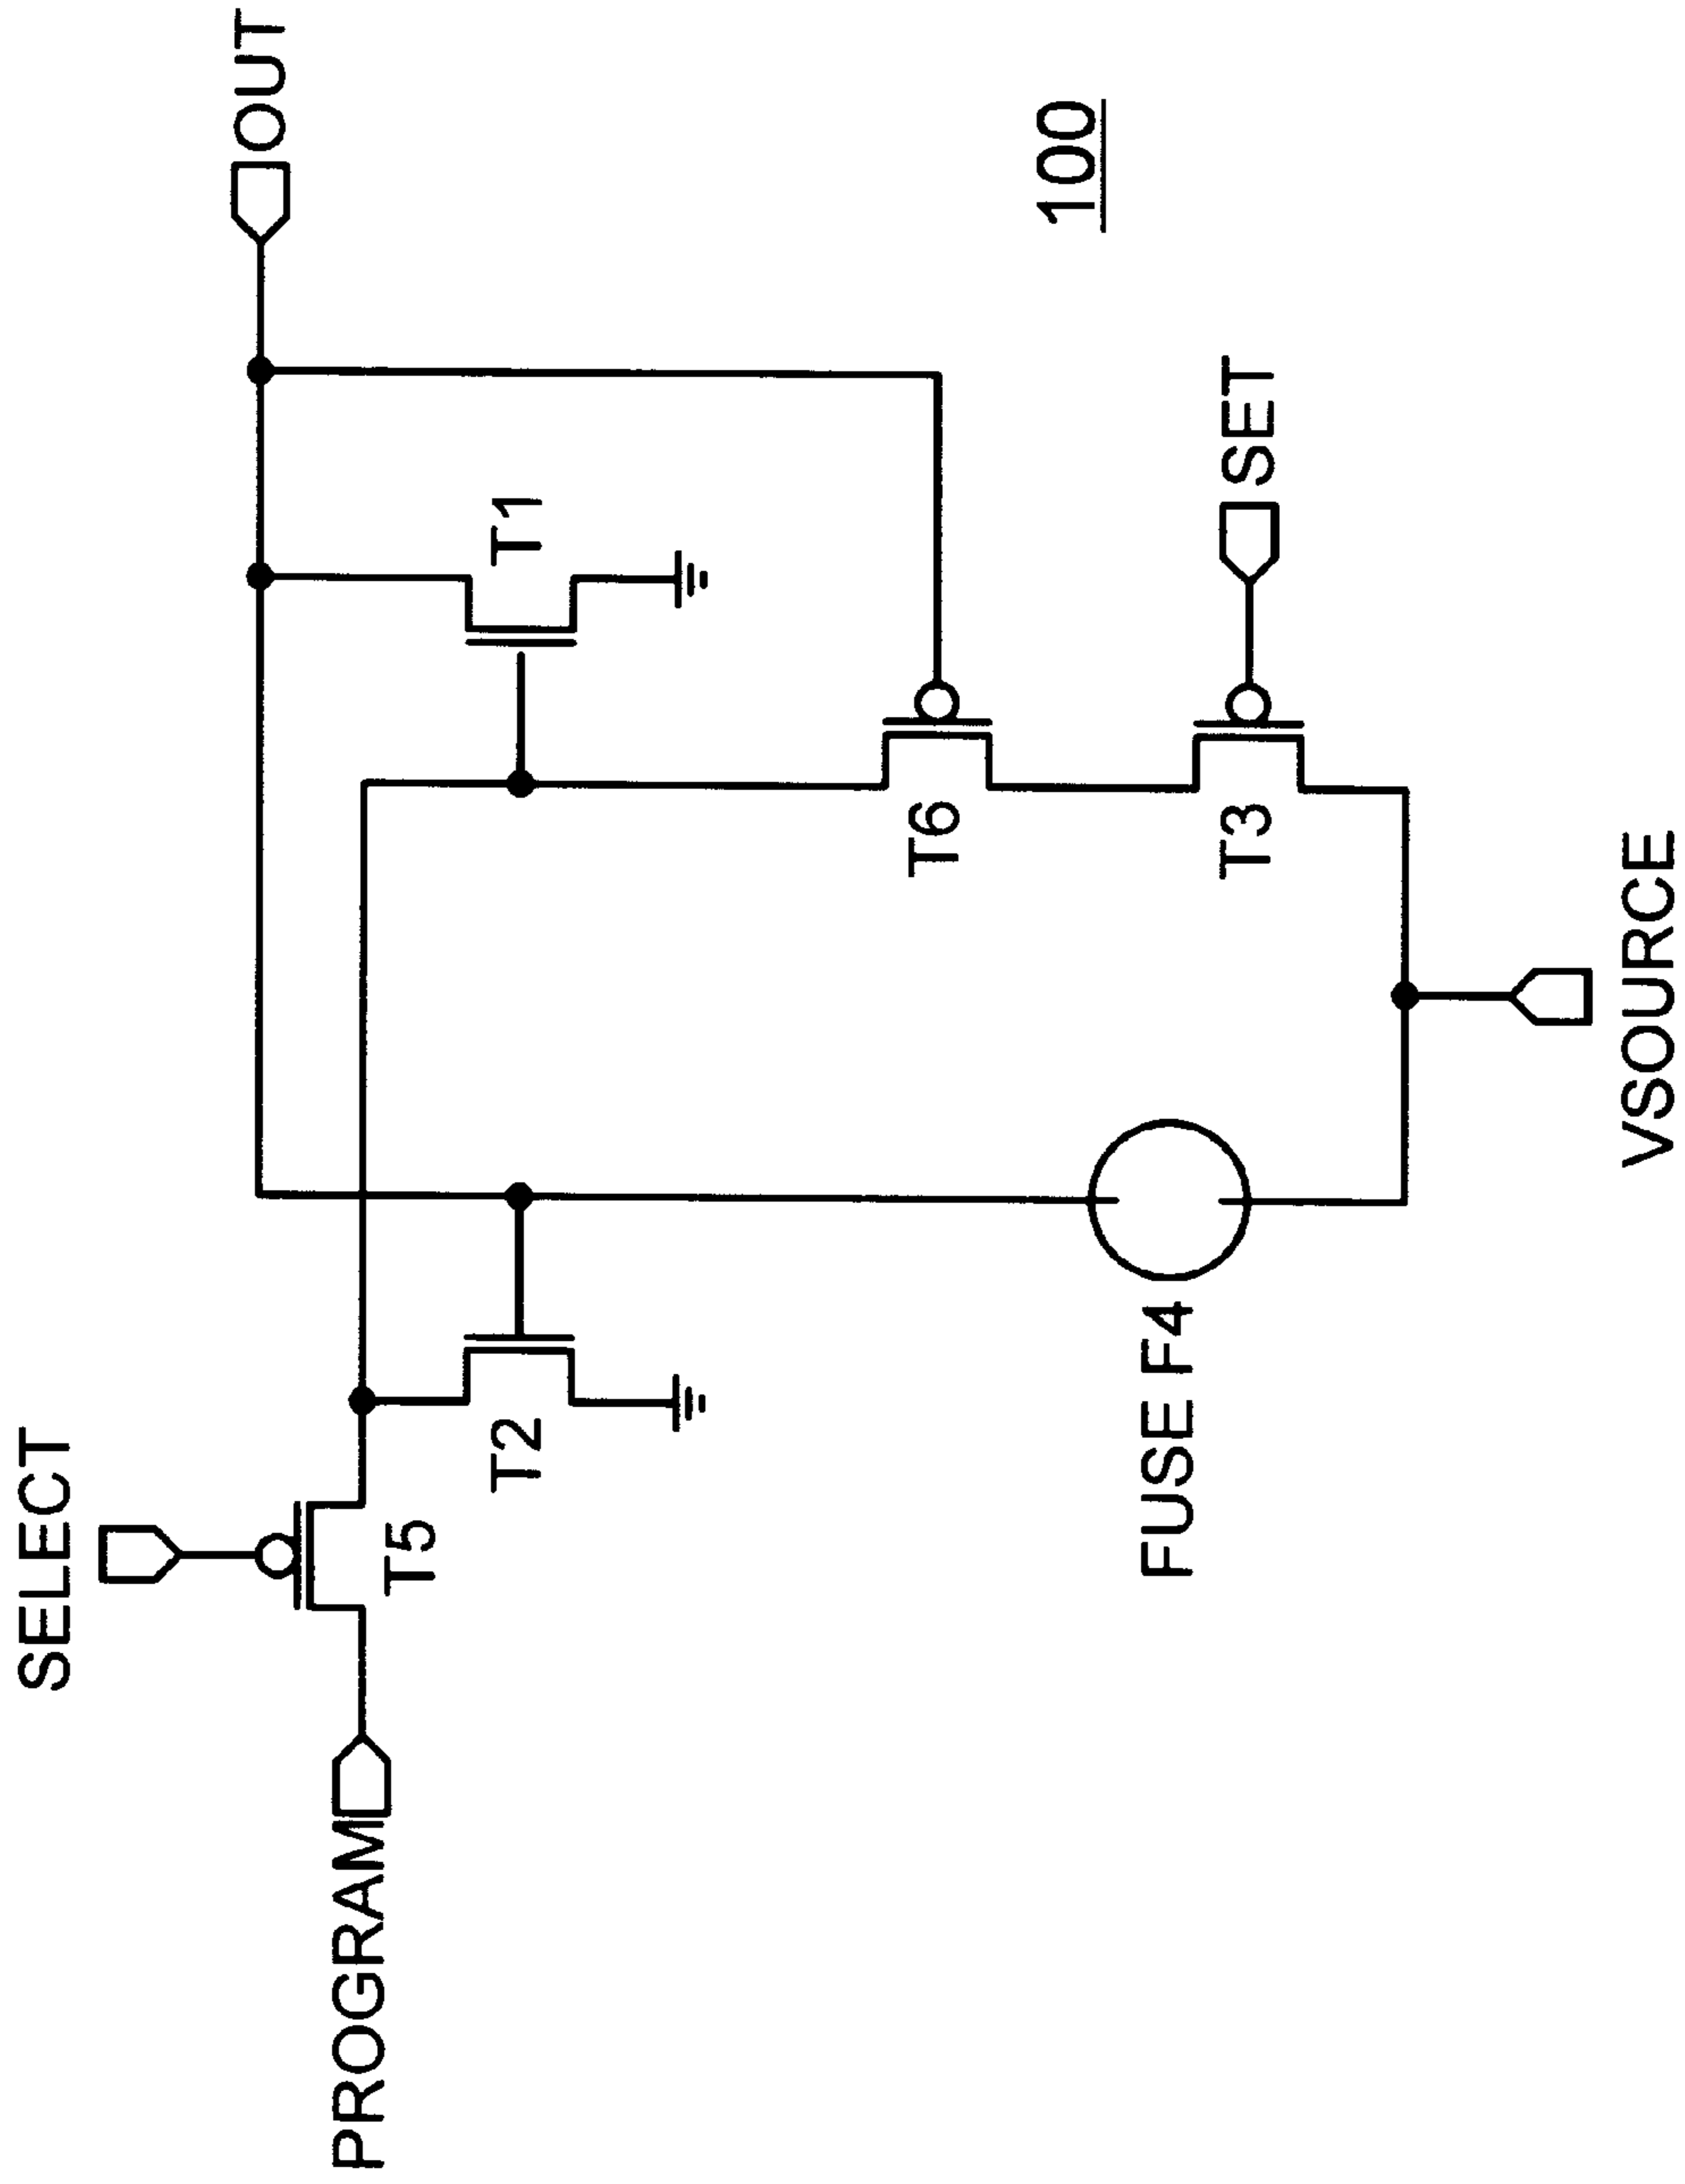 SELECT
PROGRAM
T5
T2
FUSE F4
VSOURCE
T6
T3
T1
SET
OUT
100